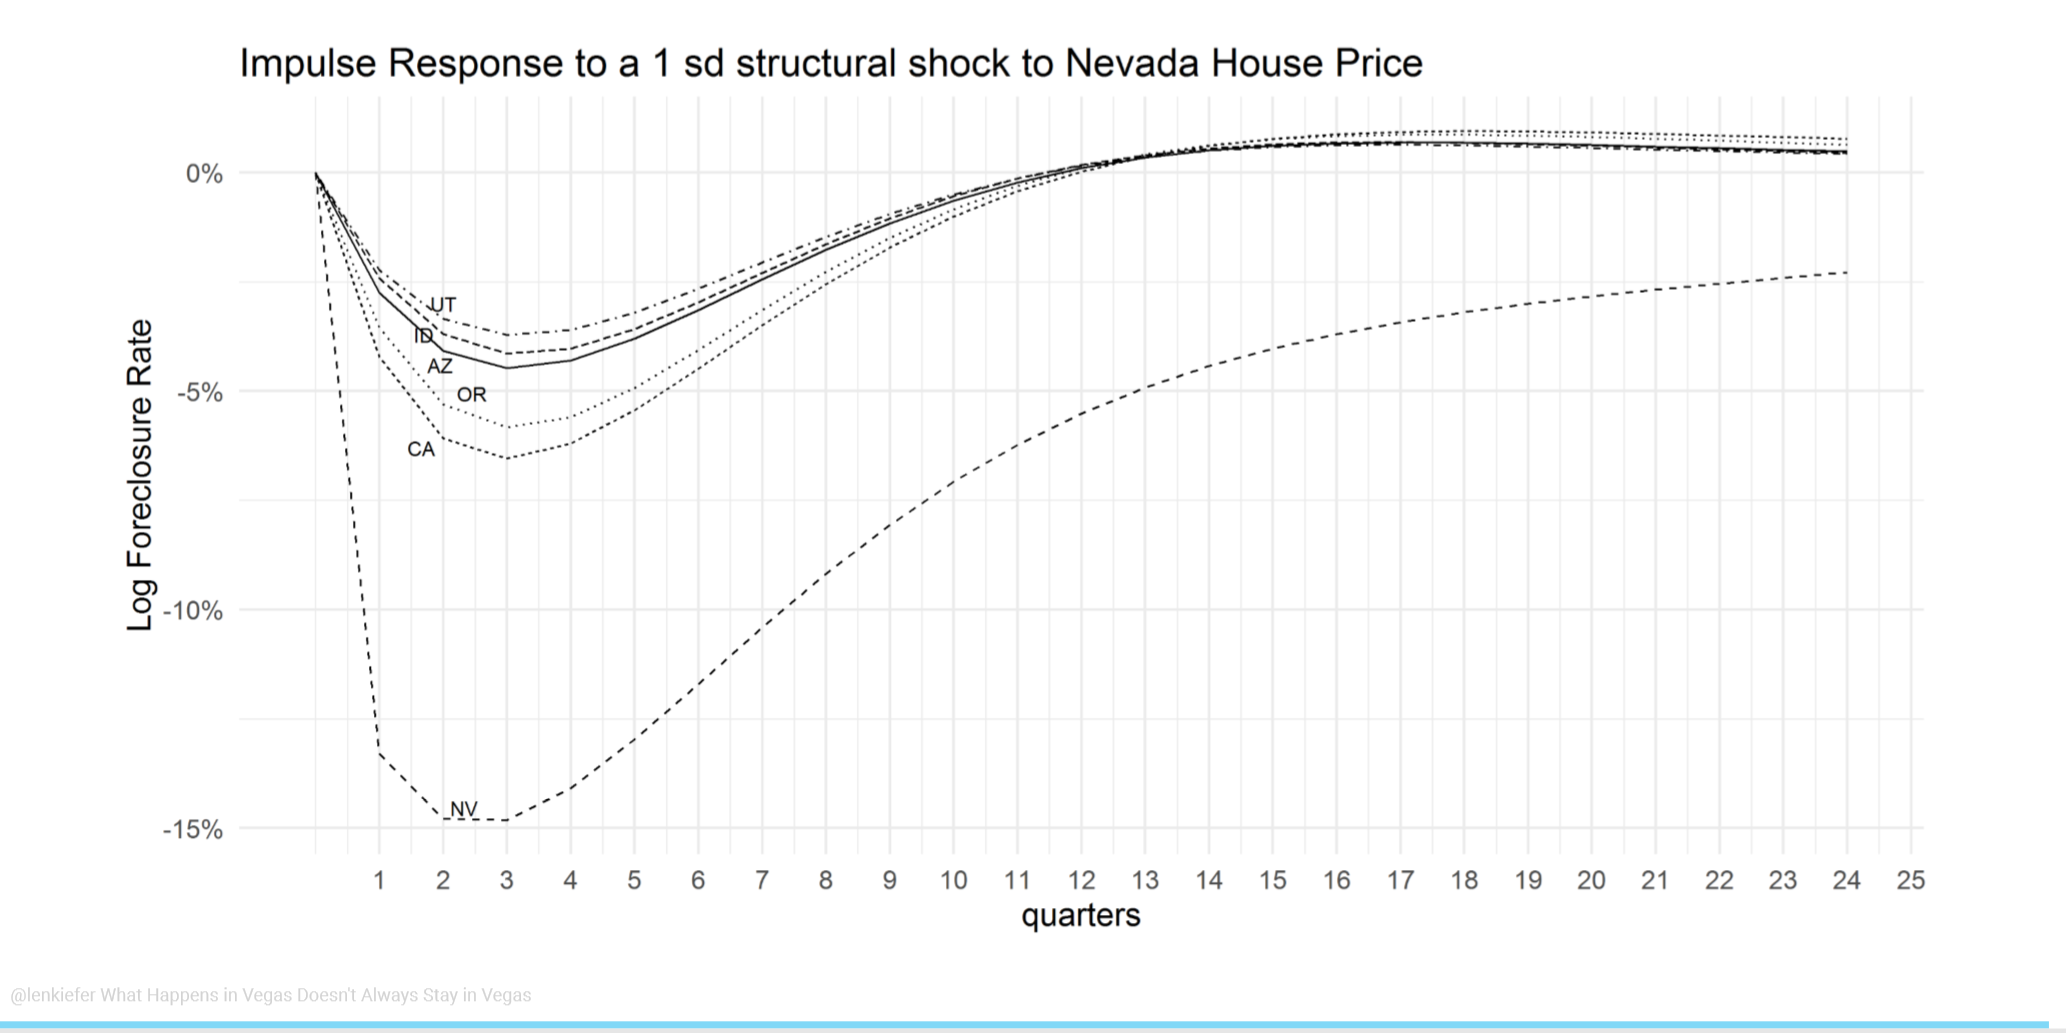 Impulse Response to a 1 sd structural shock to Nevada House Price
Log Foreclosure Rate
0%
-5%
-10%
-15%
UT
ID
AZ
OR
CA
NV
1 2 3 4 5 6 7 8 9 10 11 12 13 14 15 16 17 18 19 20 21 22 23 24 25
quarters
@lenkiefer What Happens in Vegas Doesn't Always Stay in Vegas